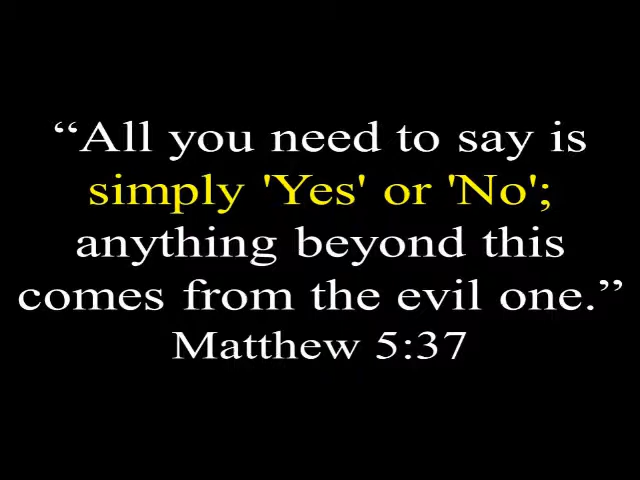 “All you need to say is
simply 'Yes' or 'No';
anything beyond this
comes from the evil one.”
Matthew 5:37